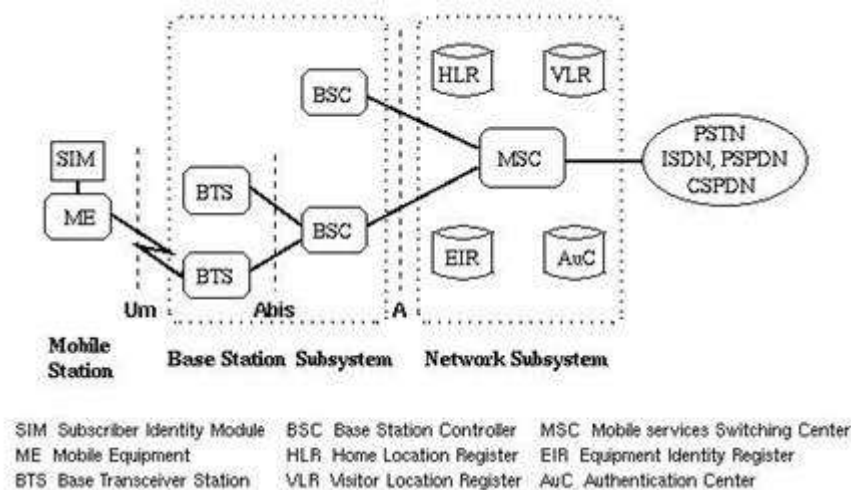 HLR
VLR
BSC
PSTN
ISDN, PSPDN
CSPDN
MSC
SIM
BTS
ME
BSC
BTS
EIR
AuC
Um
Abis
A
Mobile
Station
Base Station Subsystem
Network Subsystem
SIM Subscriber Identity Module
BSC Base Station Controller
MSC Mobile services Switching Center
ME Mobile Equipment
HLR Home Location Register
EIR Equipment Identity Register
BTS Base Transceiver Station
VLR Visitor Location Register
AuC Authentication Center